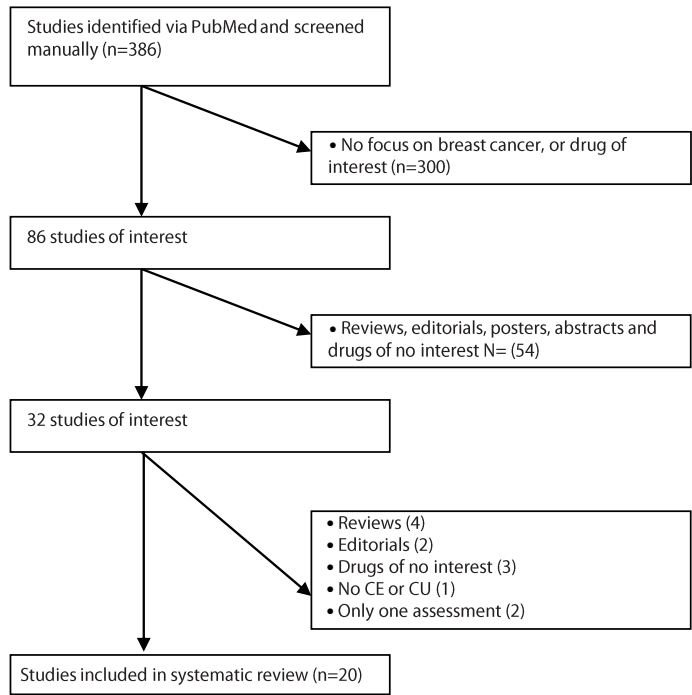 Studies identified via PubMed and screened
manually (n=386)
• No focus on breast cancer, or drug of
interest (n=300)
86 studies of interest
• Reviews, editorials, posters, abstracts and
drugs of no interest N= (54)
32 studies of interest
• Reviews (4)
• Editorials (2)
• Drugs of no interest (3)
• No CE or CU (1)
• Only one assessment (2)
Studies included in systematic review (n=20)